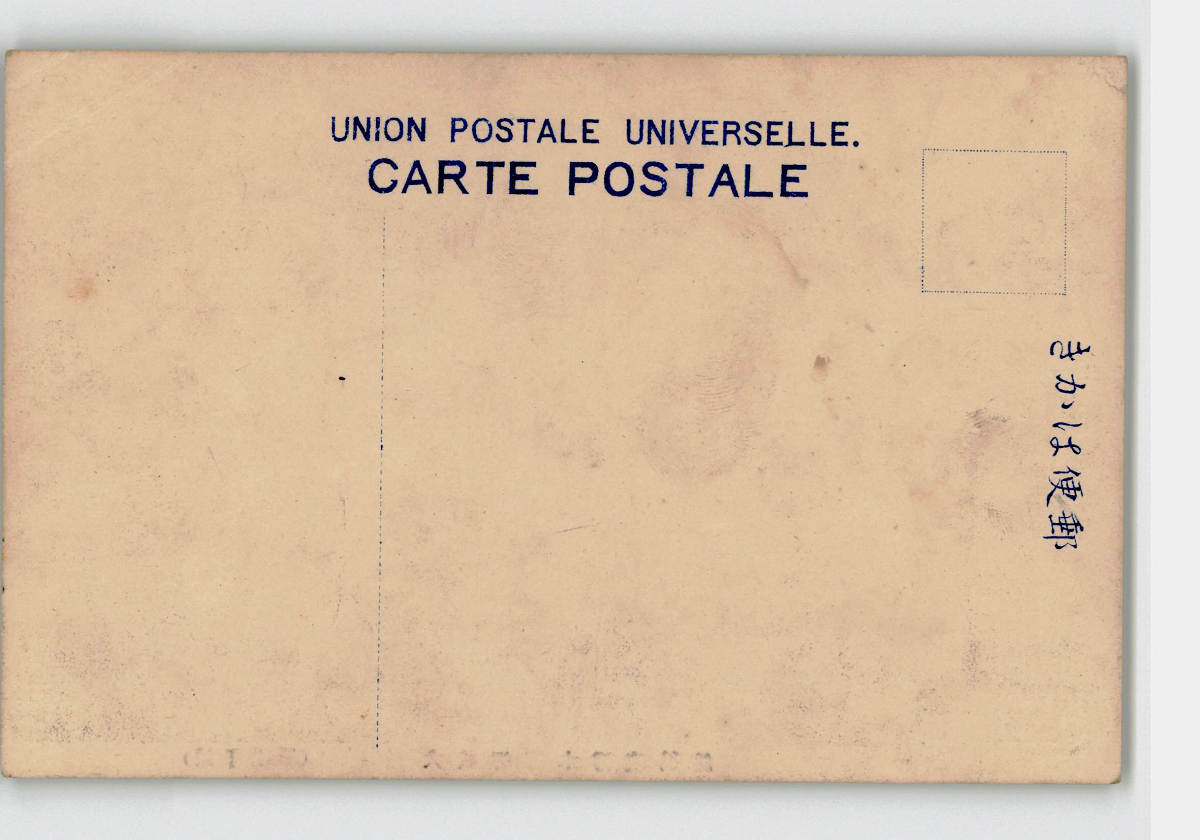 UNION POSTALE UNIVERSELLE.
CARTE POSTALE
きかは便郵